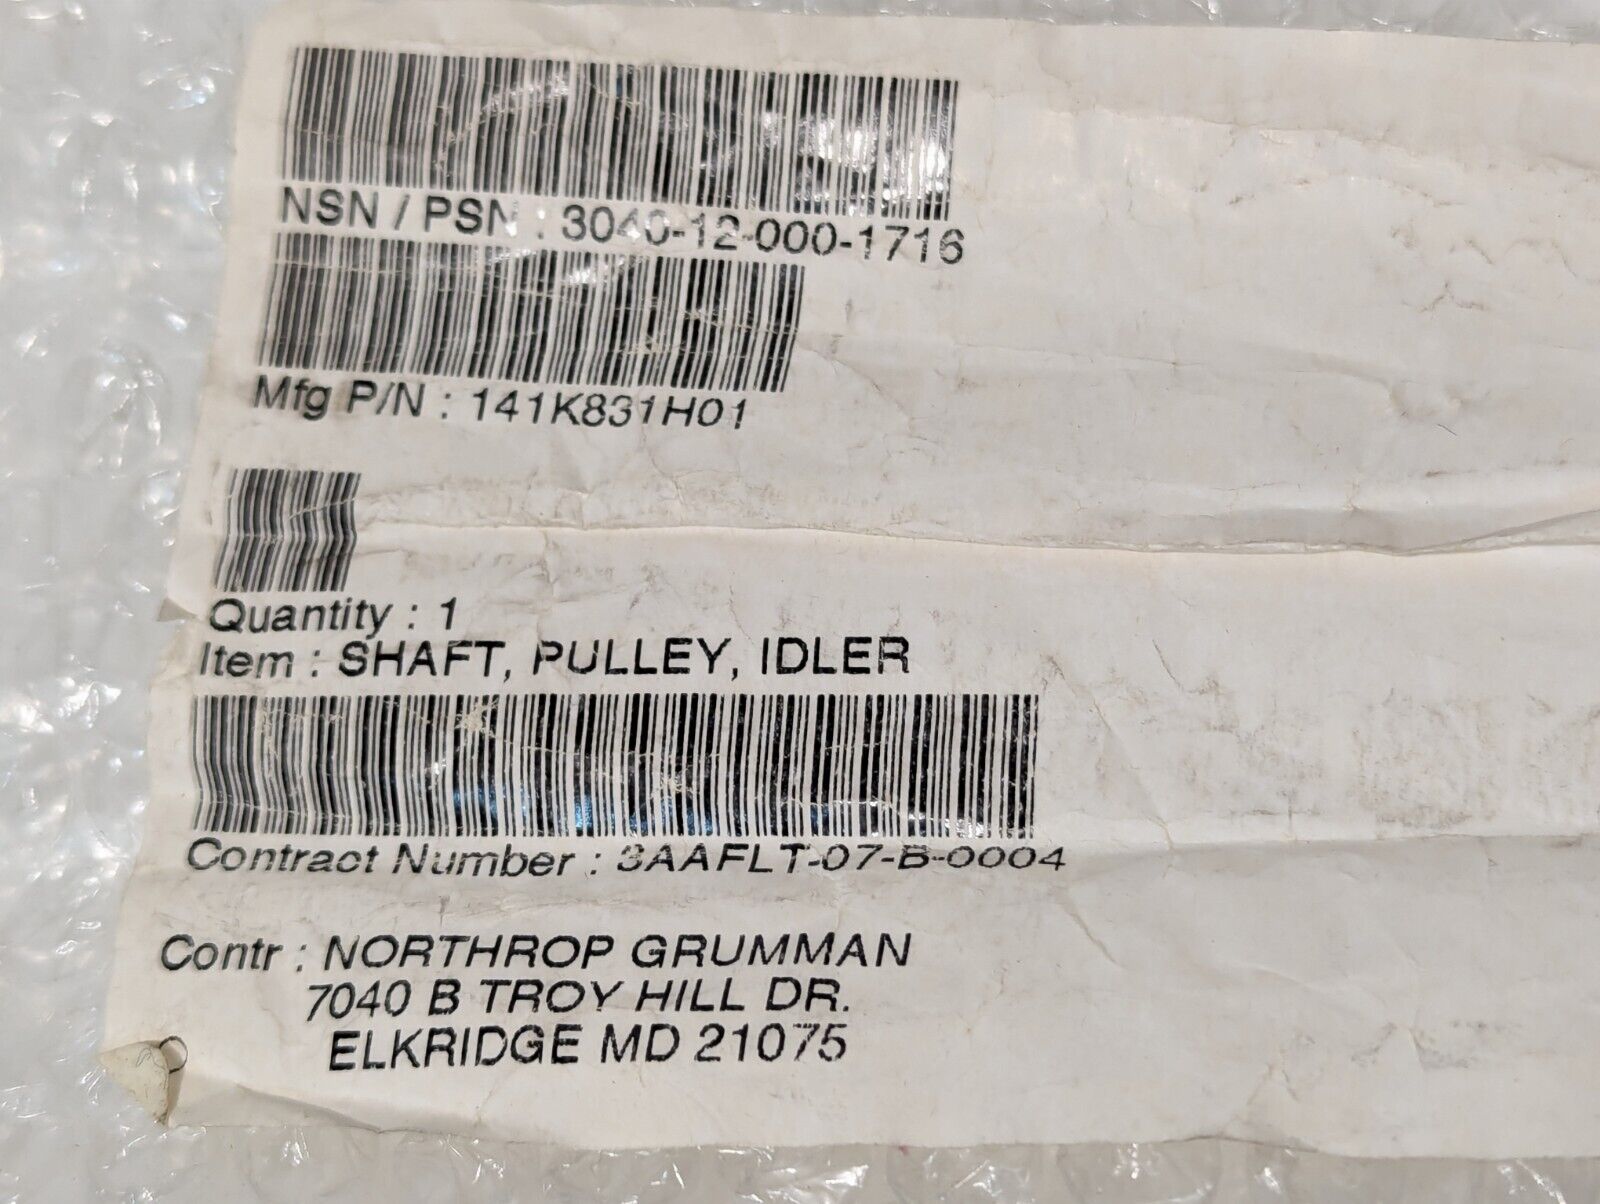 NSN / PSN : 3040-12-000-1716
Mfg P/N : 141K831H01
Quantity : 1
Item : SHAFT, PULLEY, IDLER
Contract Number : 3AAFLT-07-B-0004
Contr : NORTHROP GRUMMAN
7040 B TROY HILL DR.
ELKRIDGE MD 21075